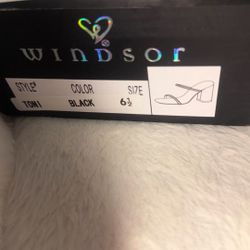 WINDSOR
STYLE# COLOR SIZE
TONI BLACK 6½